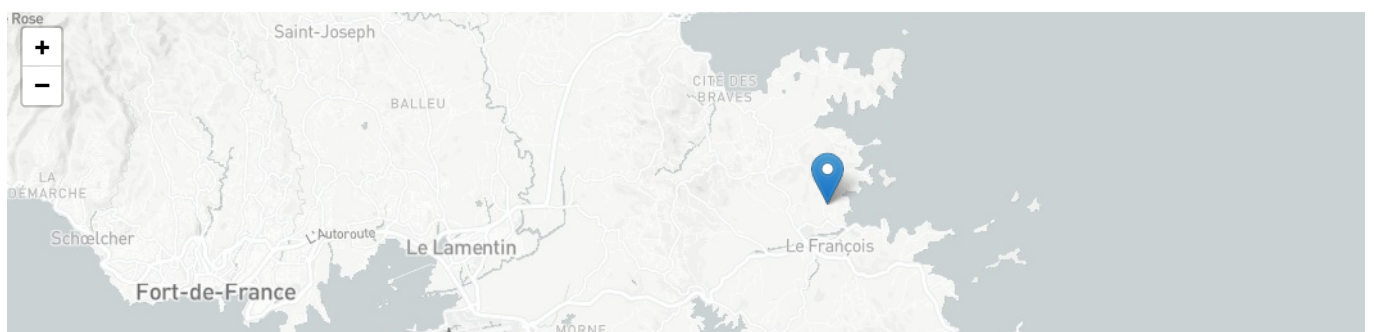 Rose
+
−
Saint-Joseph
CITÉ DES
BRAVES
BALLEU
LA
DÉMARCHE
Schœlcher
L'Autoroute
Le Lamentin
Le François
Fort-de-France
MORNE